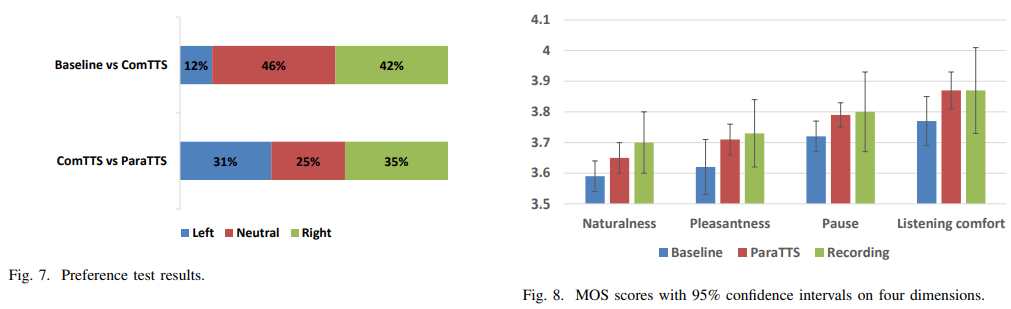 Baseline vs ComTTS
12% 46% 42%
ComTTS vs ParaTTS
31% 25% 35%
Left Neutral Right
Fig. 7. Preference test results.
4.1
4
3.9
3.8
3.7
3.6
3.5
Naturalness Pleasantness Pause Listening comfort
Baseline ParaTTS Recording
Fig. 8. MOS scores with 95% confidence intervals on four dimensions.